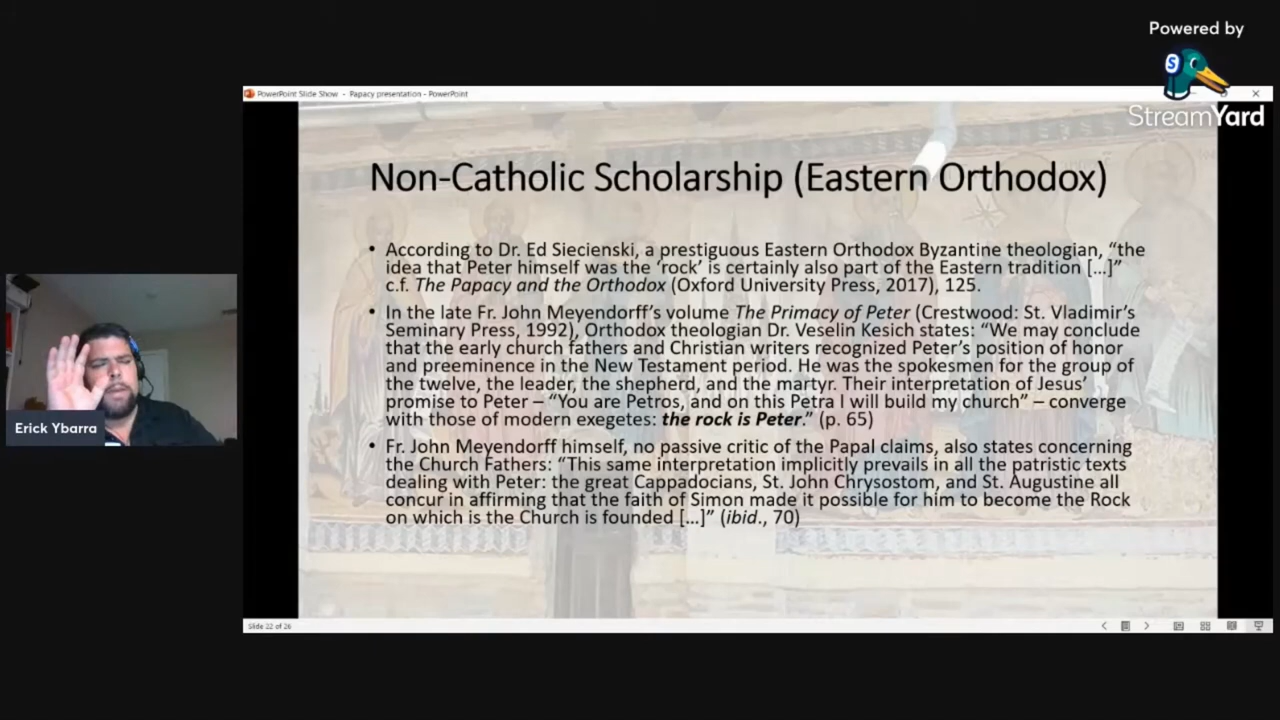 Powered by
S
StreamYard
PowerPoint Slide Show - Papacy presentation - PowerPoint
Non-Catholic Scholarship (Eastern Orthodox)
• According to Dr. Ed Siecienski, a prestiguous Eastern Orthodox Byzantine theologian, “the
idea that Peter himself was the ‘rock’ is certainly also part of the Eastern tradition […]”
c.f. The Papacy and the Orthodox (Oxford University Press, 2017), 125.
• In the late Fr. John Meyendorff’s volume The Primacy of Peter (Crestwood: St. Vladimir’s
Seminary Press, 1992), Orthodox theologian Dr. Veselin Kesich states: “We may conclude
that the early church fathers and Christian writers recognized Peter’s position of honor
and preeminence in the New Testament period. He was the spokesmen for the group of
the twelve, the leader, the shepherd, and the martyr. Their interpretation of Jesus’
promise to Peter – “You are Petros, and on this Petra I will build my church” – converge
with those of modern exegetes: the rock is Peter.” (p. 65)
• Fr. John Meyendorff himself, no passive critic of the Papal claims, also states concerning
the Church Fathers: “This same interpretation implicitly prevails in all the patristic texts
dealing with Peter: the great Cappadocians, St. John Chrysostom, and St. Augustine all
concur in affirming that the faith of Simon made it possible for him to become the Rock
on which is the Church is founded […]” (ibid., 70)
Erick Ybarra
Slide 22 of 26